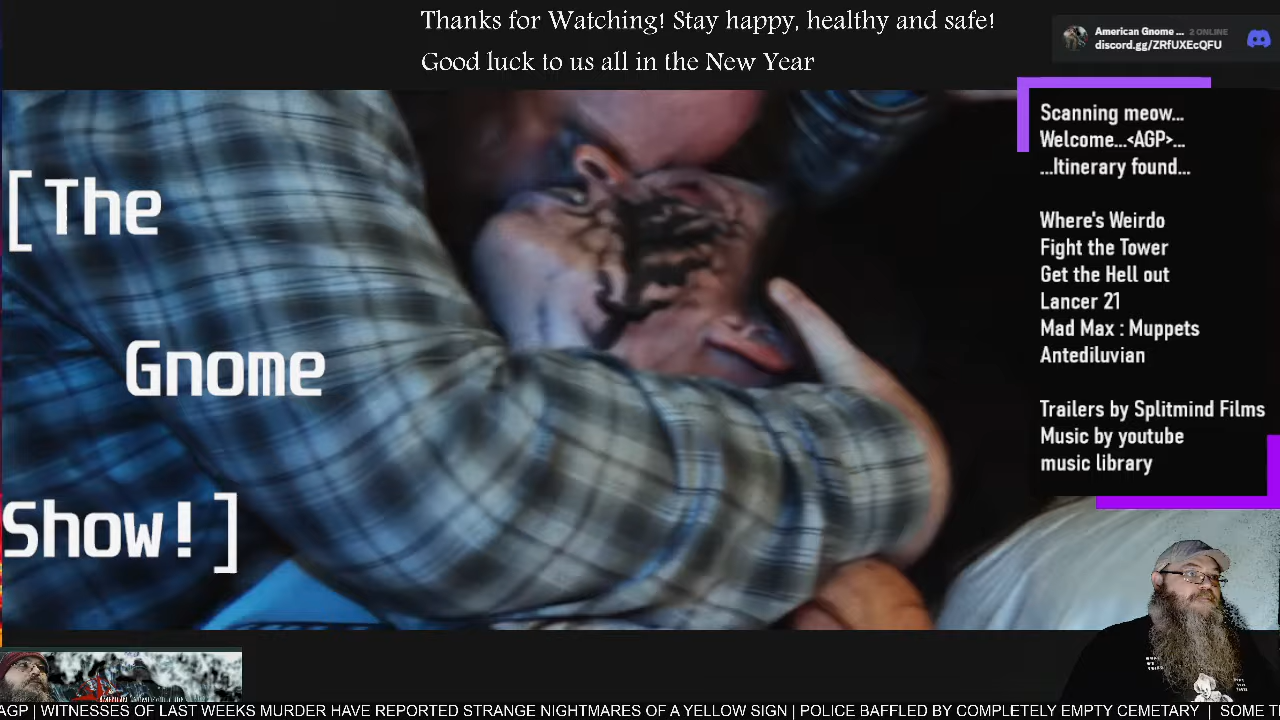 Thanks for Watching! Stay happy, healthy and safe!
Good luck to us all in the New Year
American Gnome ... 2 ONLINE
discord.gg/ZRfUXEcQFU
[The
Gnome
Show!]
Scanning meow...
Welcome...<AGP>...
...Itinerary found...
Where's Weirdo
Fight the Tower
Get the Hell out
Lancer 21
Mad Max : Muppets
Antediluvian
Trailers by Splitmind Films
Music by youtube
music library
AGP | WITNESSES OF LAST WEEKS MURDER HAVE REPORTED STRANGE NIGHTMARES OF A YELLOW SIGN | POLICE BAFFLED BY COMPLETELY EMPTY CEMETARY | SOME T